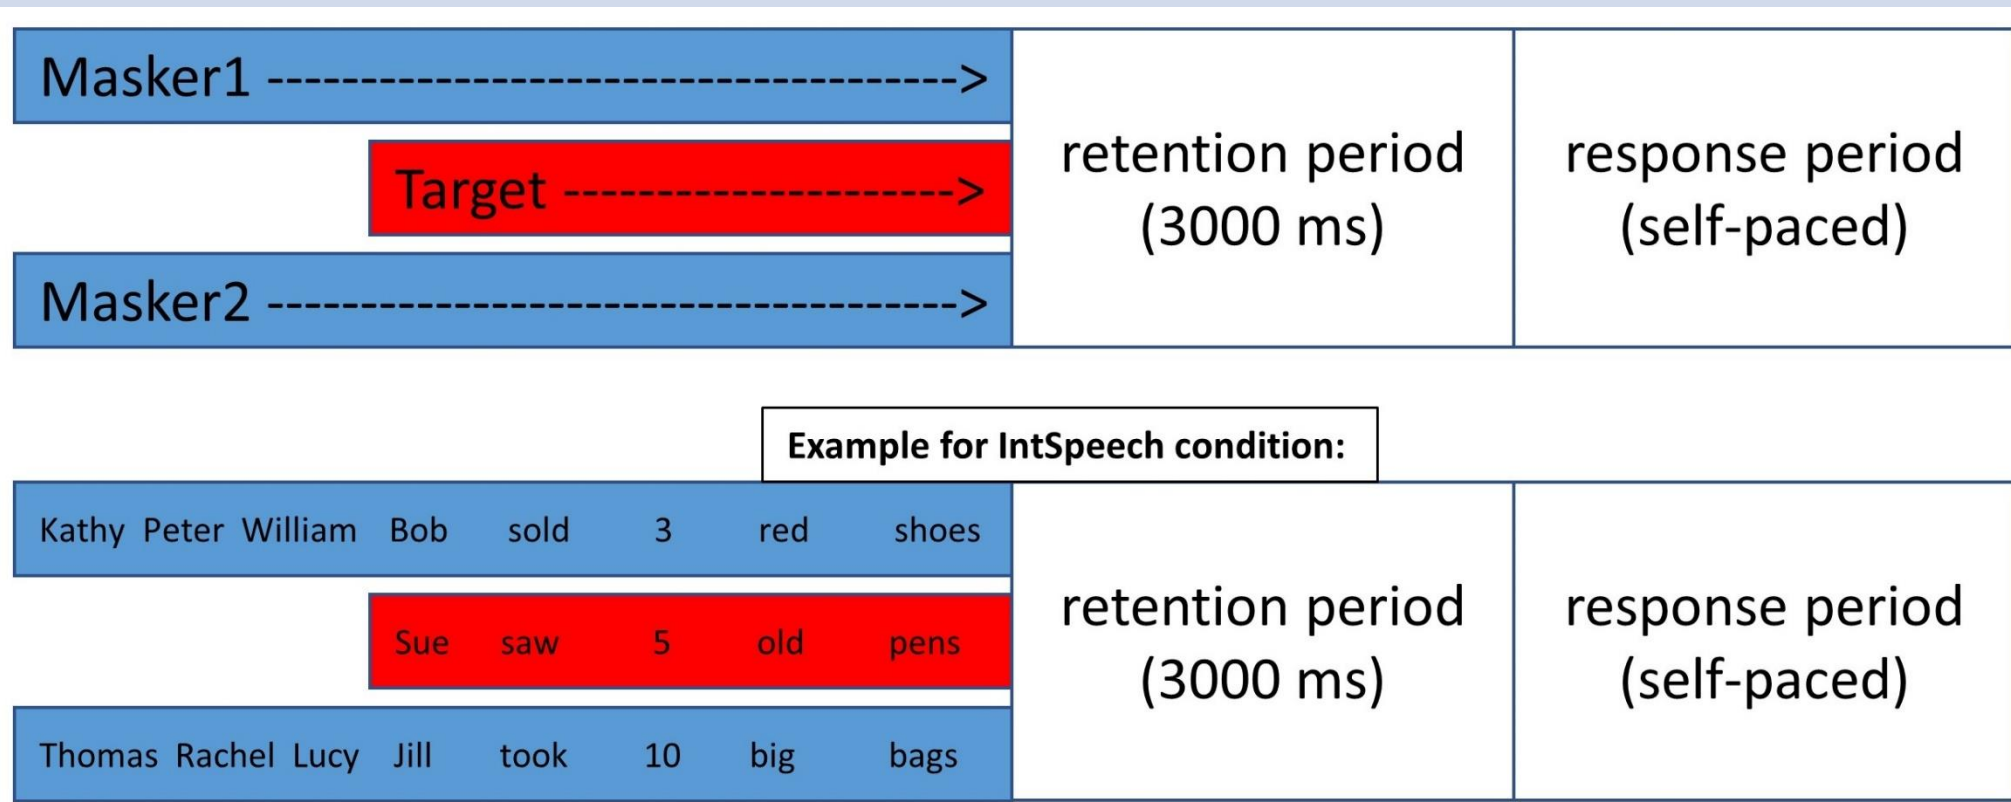 Masker1 ------------------------------------->
Target --------------------->
Masker2 ------------------------------------->
retention period
(3000 ms)
response period
(self-paced)
Example for IntSpeech condition:
Kathy Peter William Bob sold 3 red shoes
Sue saw 5 old pens
Thomas Rachel Lucy Jill took 10 big bags
retention period
(3000 ms)
response period
(self-paced)